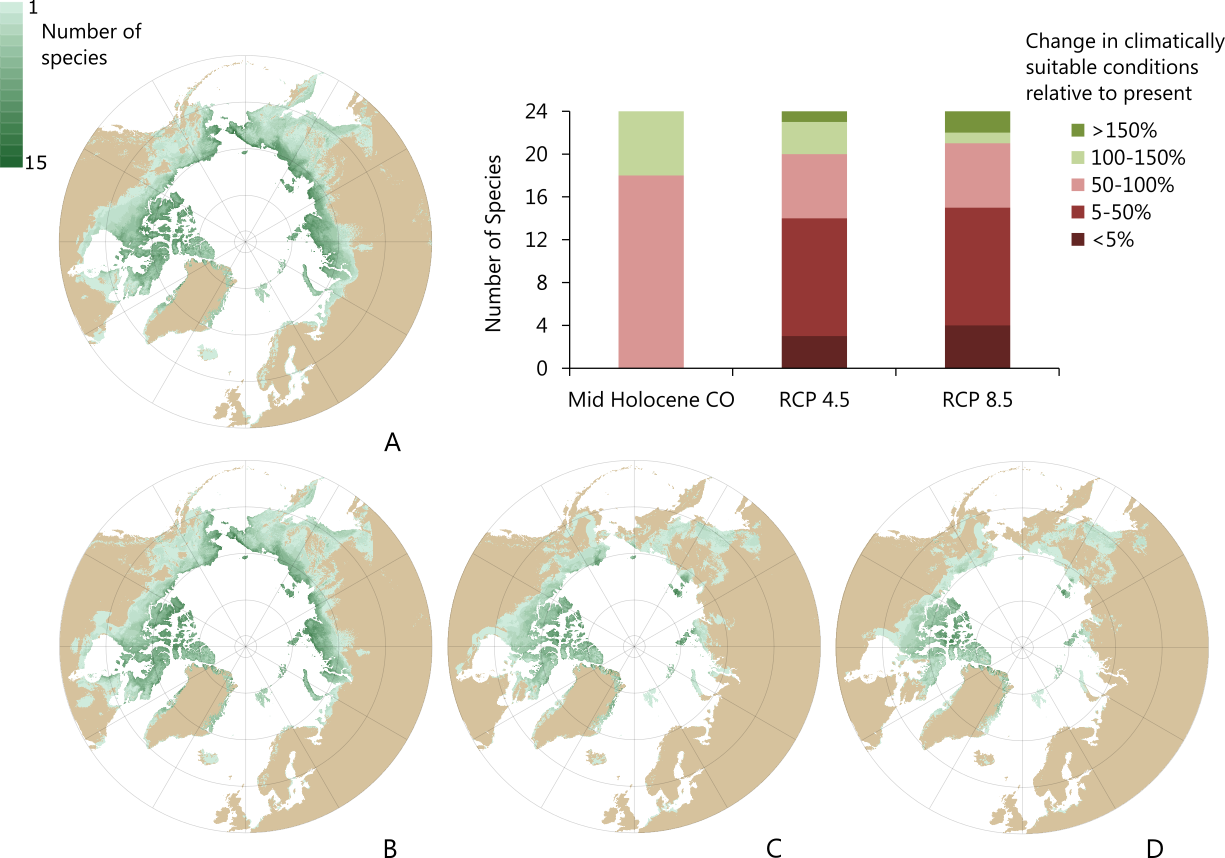 1
Number of
species
15
A
Change in climatically
suitable conditions
relative to present
>150%
100-150%
50-100%
5-50%
<5%
Number of Species
24
20
16
12
8
4
0
Mid Holocene CO
RCP 4.5
RCP 8.5
B
C
D